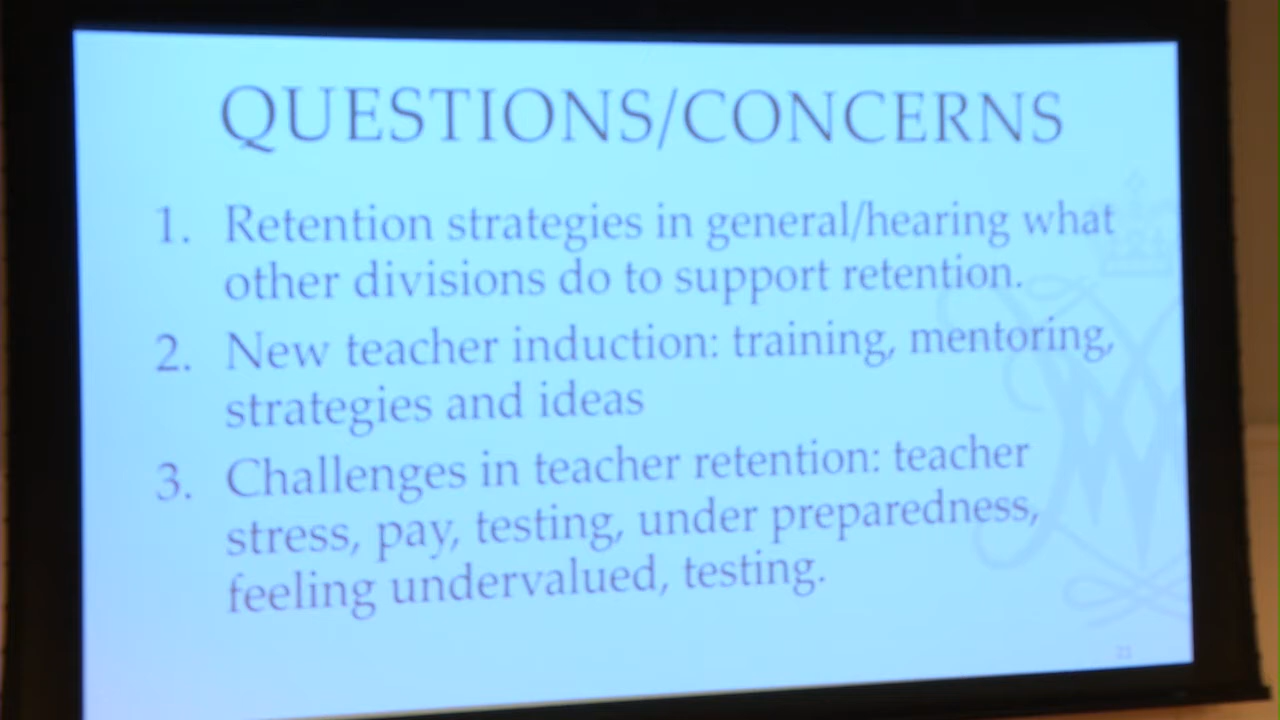 QUESTIONS/CONCERNS
1. Retention strategies in general/hearing what
other divisions do to support retention.
2. New teacher induction: training, mentoring,
strategies and ideas
3. Challenges in teacher retention: teacher
stress, pay, testing, under preparedness,
feeling undervalued, testing.